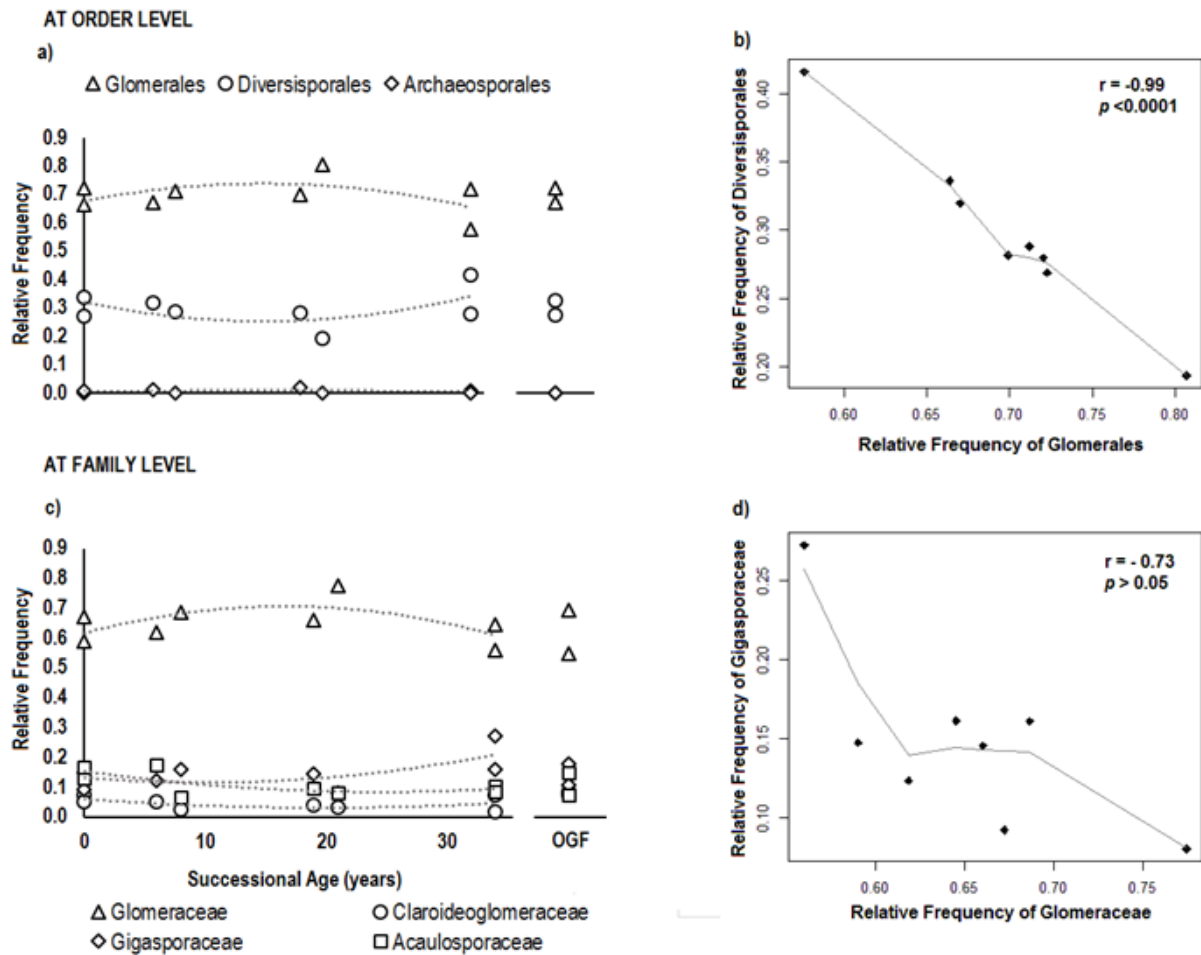 AT ORDER LEVEL
a)
Glomerales Diversisporales Archaeosporales
0.9
0.8
0.7
0.6
0.5
0.4
0.3
0.2
0.1
0.0
Relative Frequency
b)
r = -0.99
p <0.0001
0.40
0.35
0.30
0.25
0.20
Relative Frequency of Diversisporales
0.60 0.65 0.70 0.75 0.80
Relative Frequency of Glomerales
AT FAMILY LEVEL
c)
0.9
0.8
0.7
0.6
0.5
0.4
0.3
0.2
0.1
0.0
Relative Frequency
0 10 20 30 OGF
Successional Age (years)
Glomeraceae Claroideoglomeraceae
Gigasporaceae Acaulosporaceae
d)
r = - 0.73
p > 0.05
0.25
0.20
0.15
0.10
Relative Frequency of Gigasporaceae
0.60 0.65 0.70 0.75
Relative Frequency of Glomeraceae